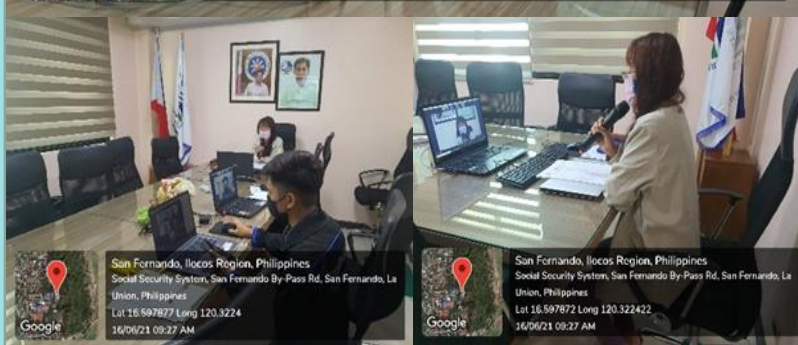 San Fernando, Ilocos Region, Philippines
Social Security System, San Fernando By-Pass Rd, San Fernando, La
Union, Philippines
Lat 16.597877 Long 120.3224
16/06/21 09:27 AM
Google
San Fernando, Ilocos Region, Philippines
Social Security System, San Fernando By-Pass Rd, San Fernando, La
Union, Philippines
Lat 16.597872 Long 120.322422
16/06/21 09:27 AM
Google